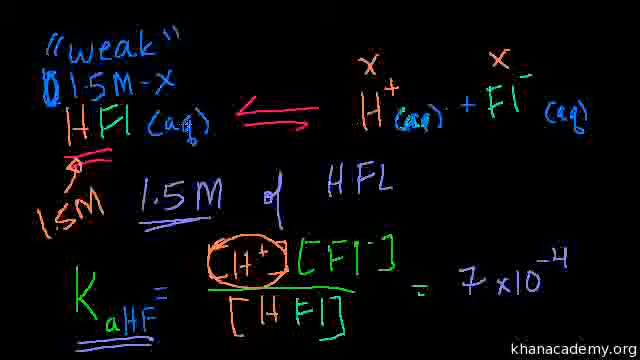 "weak"
1.5M-x x x
HFl (aq) ⇌ H⁺(aq) + Fl⁻(aq)
1.5M 1.5M of HFL
KaHF = [H⁺][Fl⁻] / [HFl] = 7 x10⁻⁴
khanacademy.org